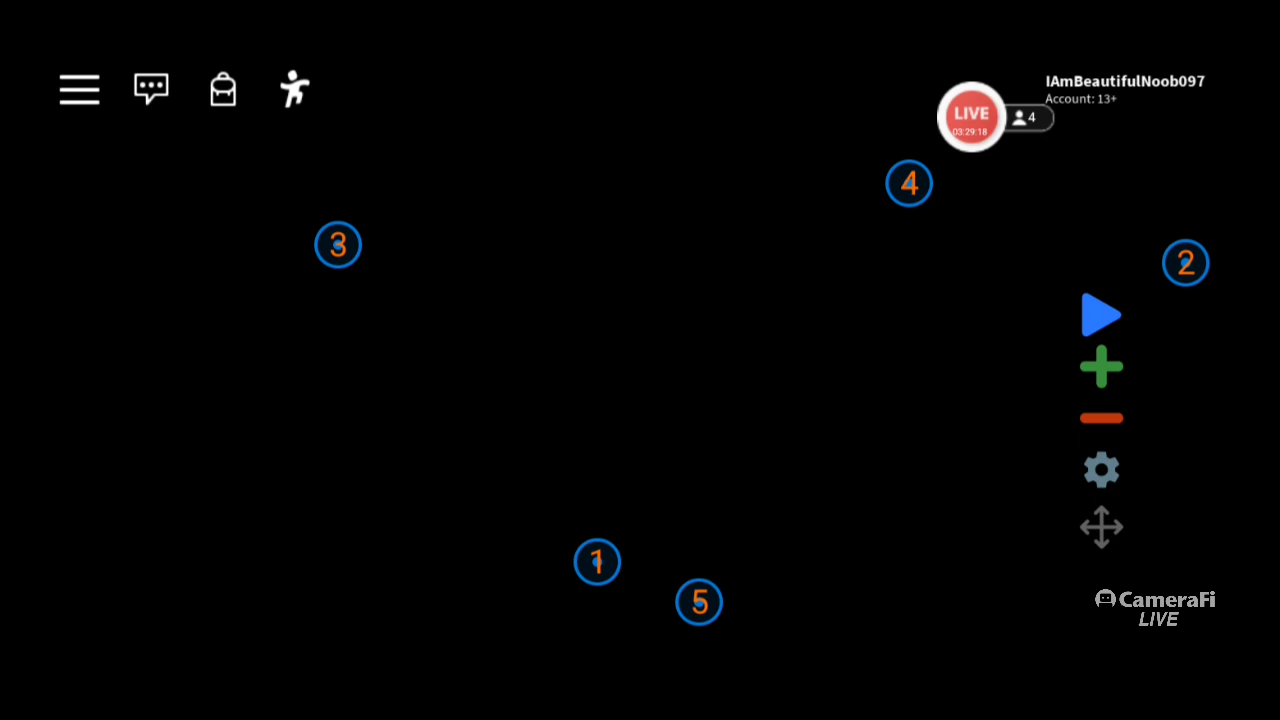 IAmBeautifulNoob097
Account: 13+
LIVE
03:29:18
4
4
3
2
1
5
CameraFi
LIVE